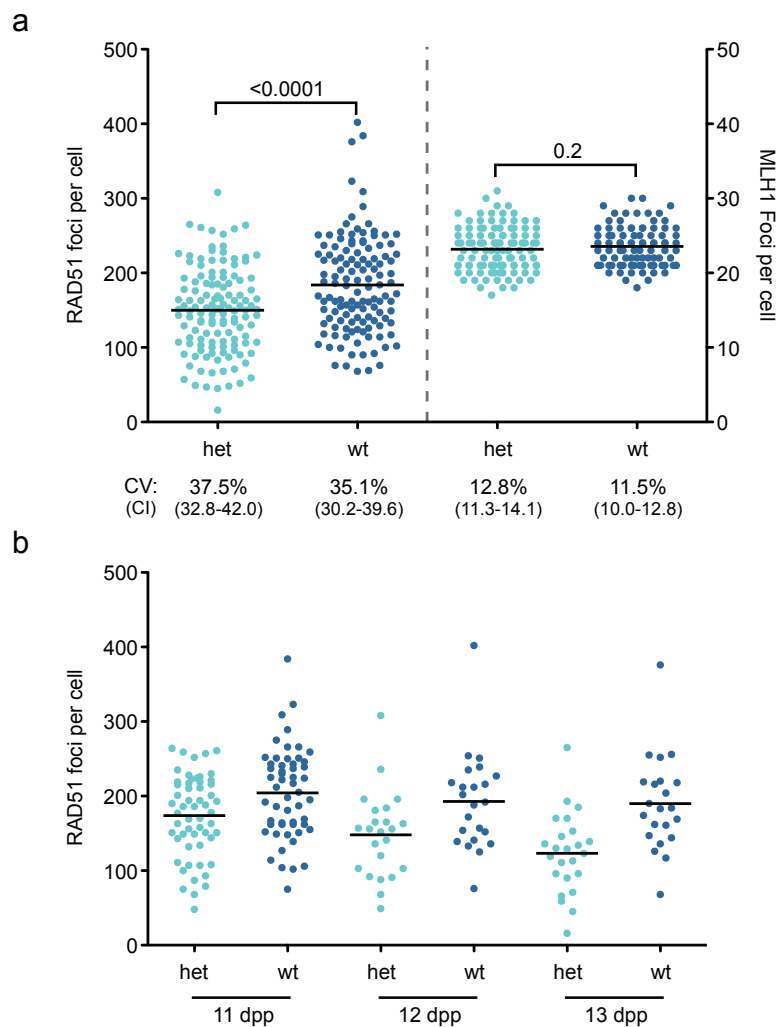 a
RAD51 foci per cell
500
400
300
200
100
0
<0.0001
0.2
50
40
30
20
10
0
MLH1 Foci
per cell
het wt het wt
CV: 37.5% 35.1% 12.8% 11.5%
(CI) (32.8-42.0) (30.2-39.6) (11.3-14.1) (10.0-12.8)
b
RAD51 foci per cell
500
400
300
200
100
0
het wt het wt het wt
11 dpp 12 dpp 13 dpp